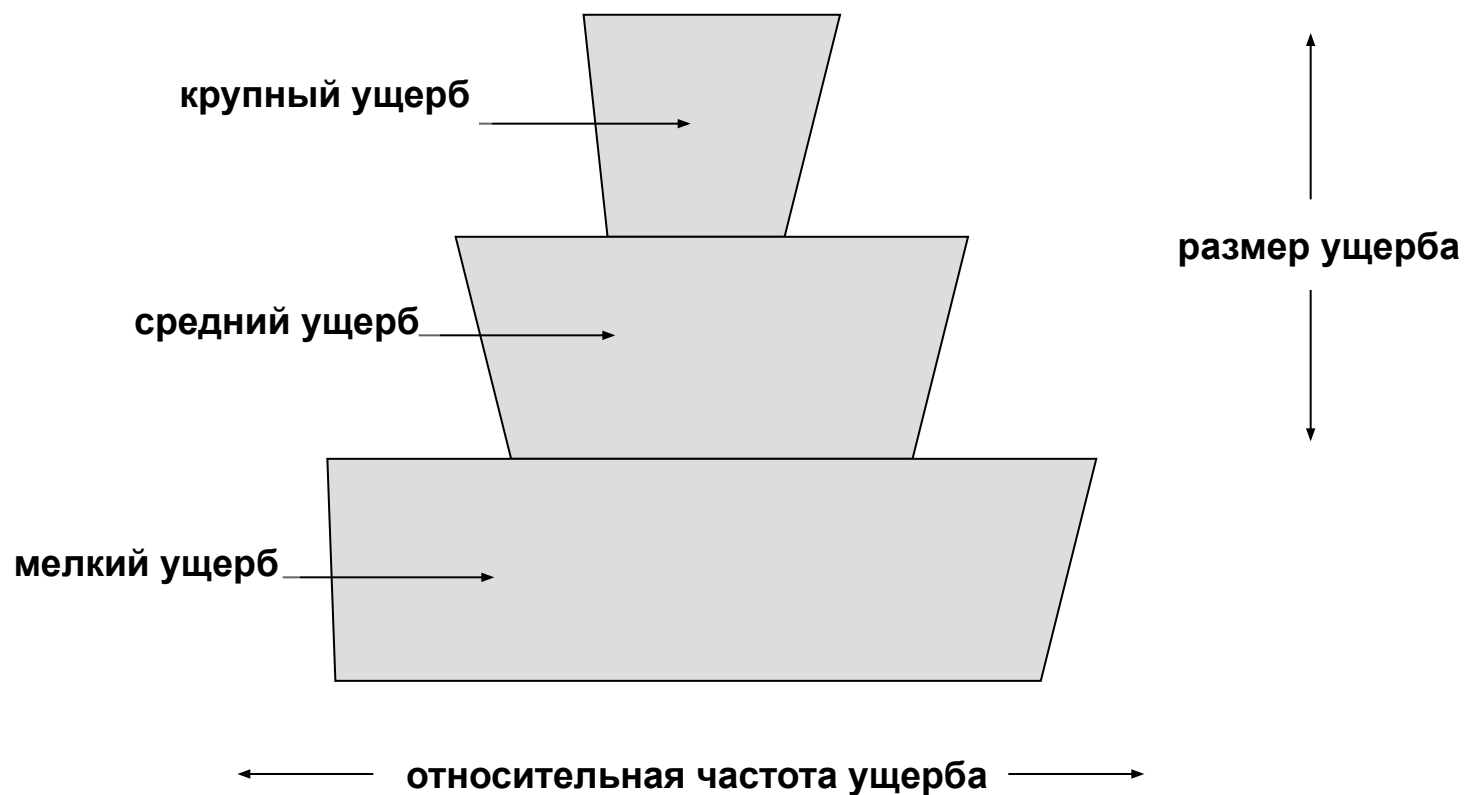 крупный ущерб
размер ущерба
средний ущерб
мелкий ущерб
относительная частота ущерба